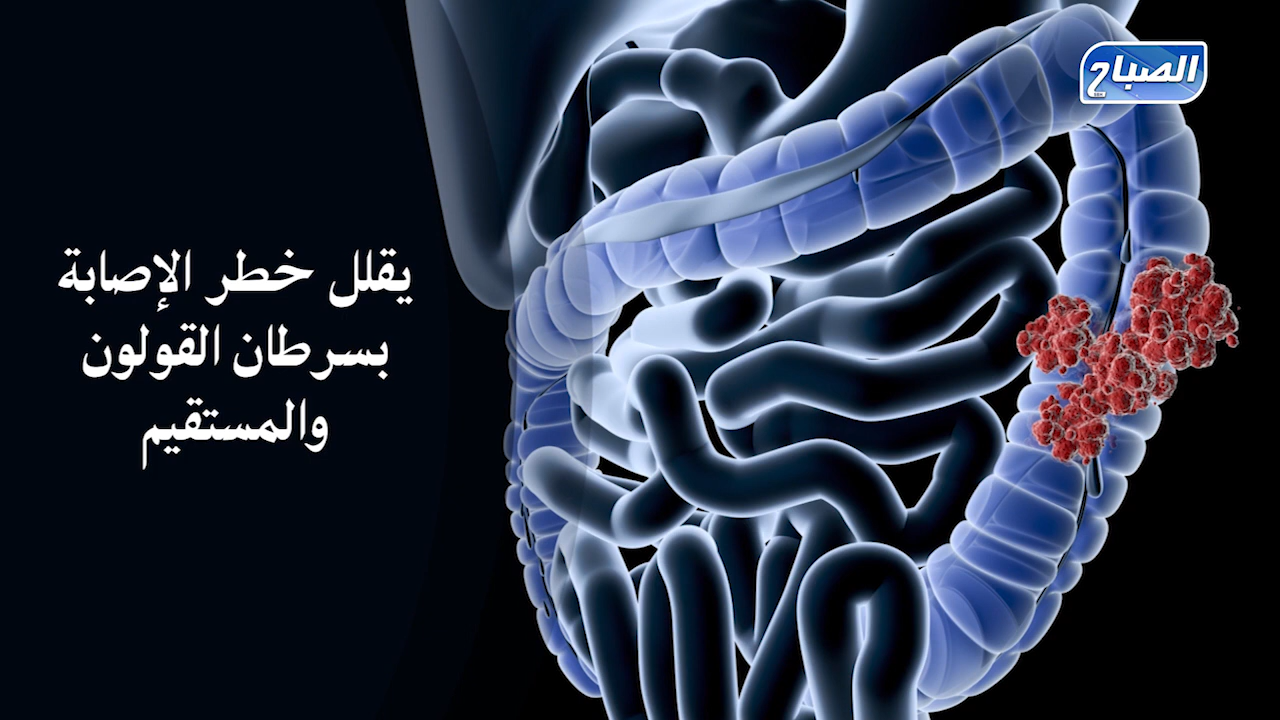 الصباح
يقلل خطر الإصابة
بسرطان القولون
والمستقيم